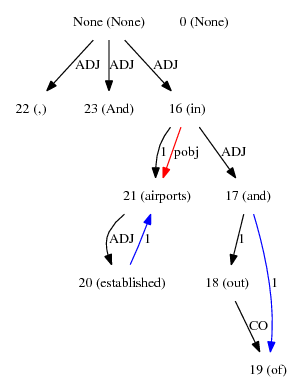 None (None) 0 (None)
ADJ ADJ ADJ
22 (,) 23 (And) 16 (in)
1 pobj ADJ
21 (airports) 17 (and)
ADJ 1 1 1
20 (established) 18 (out)
CO
19 (of)